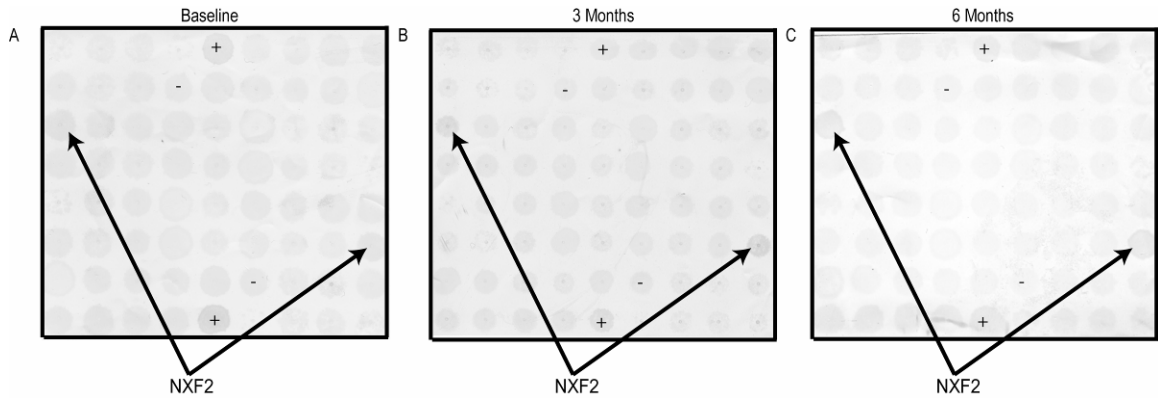 Baseline
3 Months
6 Months
A
B
C
+
+
+
-
-
-
-
-
-
+
+
+
NXF2
NXF2
NXF2